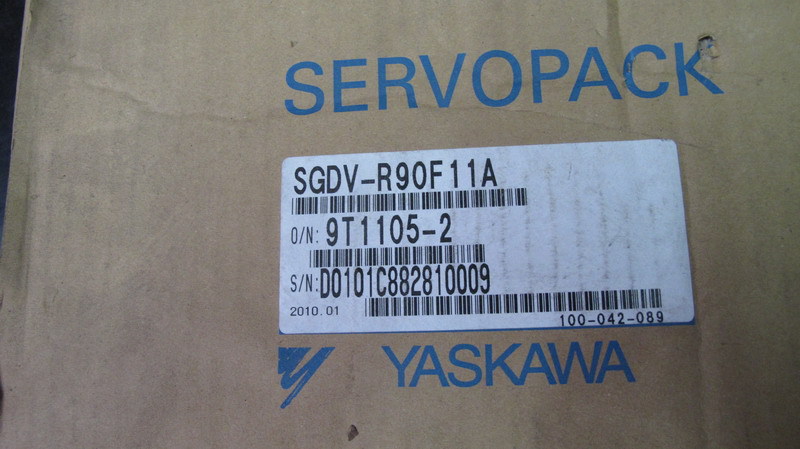 SERVOPACK
SGDV-R90F11A
O/N: 9T1105-2
S/N: D0101C882810009
2010.01
100-042-089
YASKAWA